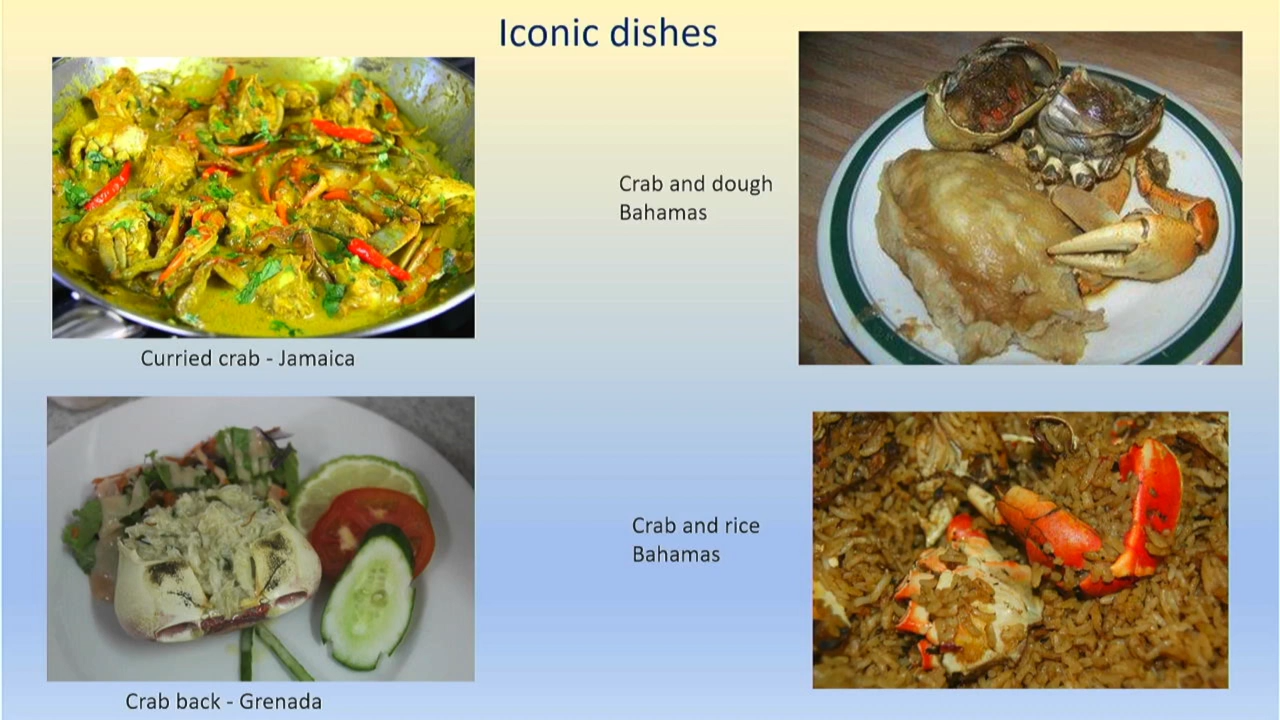 Iconic dishes
Crab and dough
Bahamas
Curried crab - Jamaica
Crab and rice
Bahamas
Crab back - Grenada